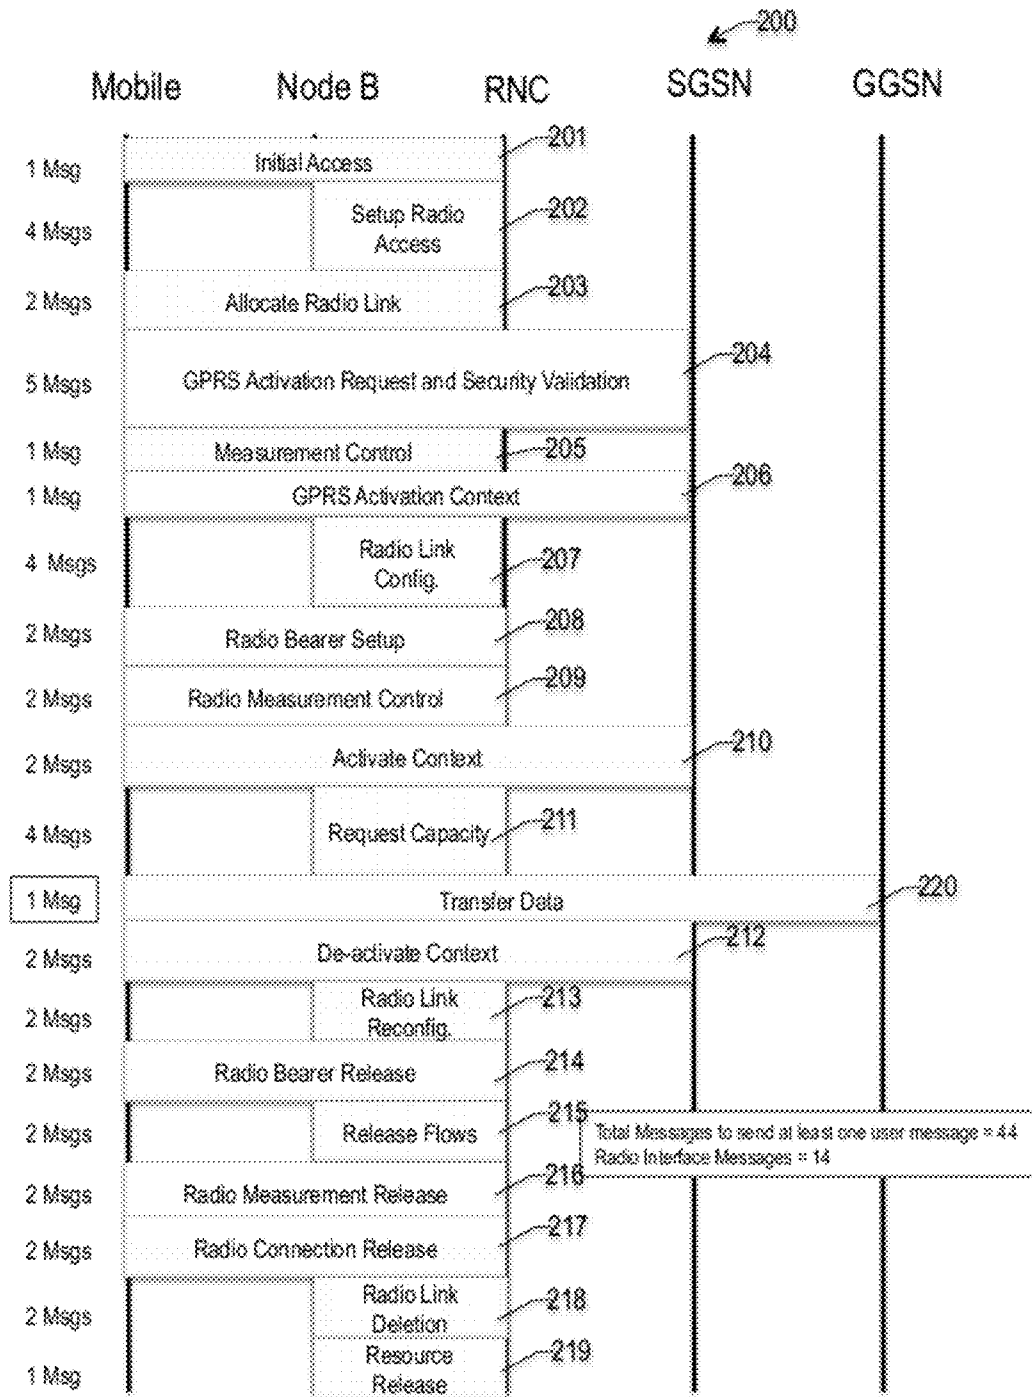 200
Mobile Node B RNC SGSN GGSN
1 Msg Initial Access 201
4 Msgs Setup Radio Access 202
2 Msgs Allocate Radio Link 203
5 Msgs GPRS Activation Request and Security Validation 204
1 Msg Measurement Control 205
1 Msg GPRS Activation Context 206
4 Msgs Radio Link Config. 207
2 Msgs Radio Bearer Setup 208
2 Msgs Radio Measurement Control 209
2 Msgs Activate Context 210
4 Msgs Request Capacity 211
1 Msg Transfer Data 220
2 Msgs De-activate Context 212
2 Msgs Radio Link Reconfig. 213
2 Msgs Radio Bearer Release 214
2 Msgs Release Flows 215
Total Messages to send at least one user message = 44
Radio Interface Messages = 14
2 Msgs Radio Measurement Release 216
2 Msgs Radio Connection Release 217
2 Msgs Radio Link Deletion 218
1 Msg Resource Release 219